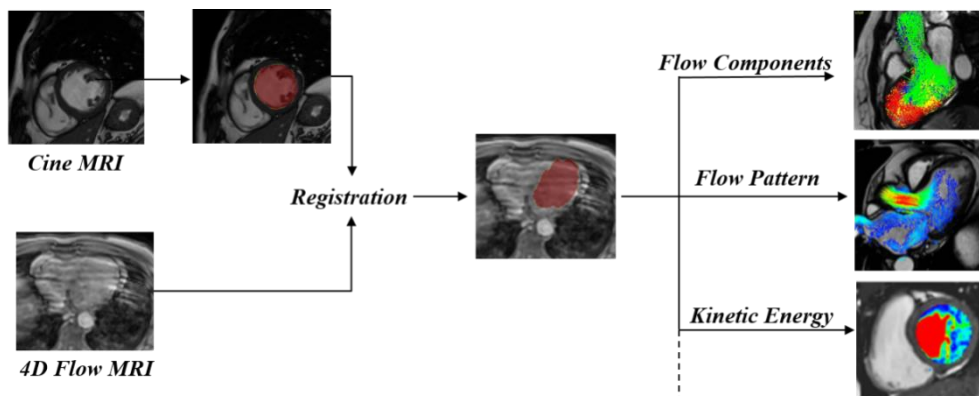 Cine MRI
4D Flow MRI
Registration
Flow Components
Flow Pattern
Kinetic Energy